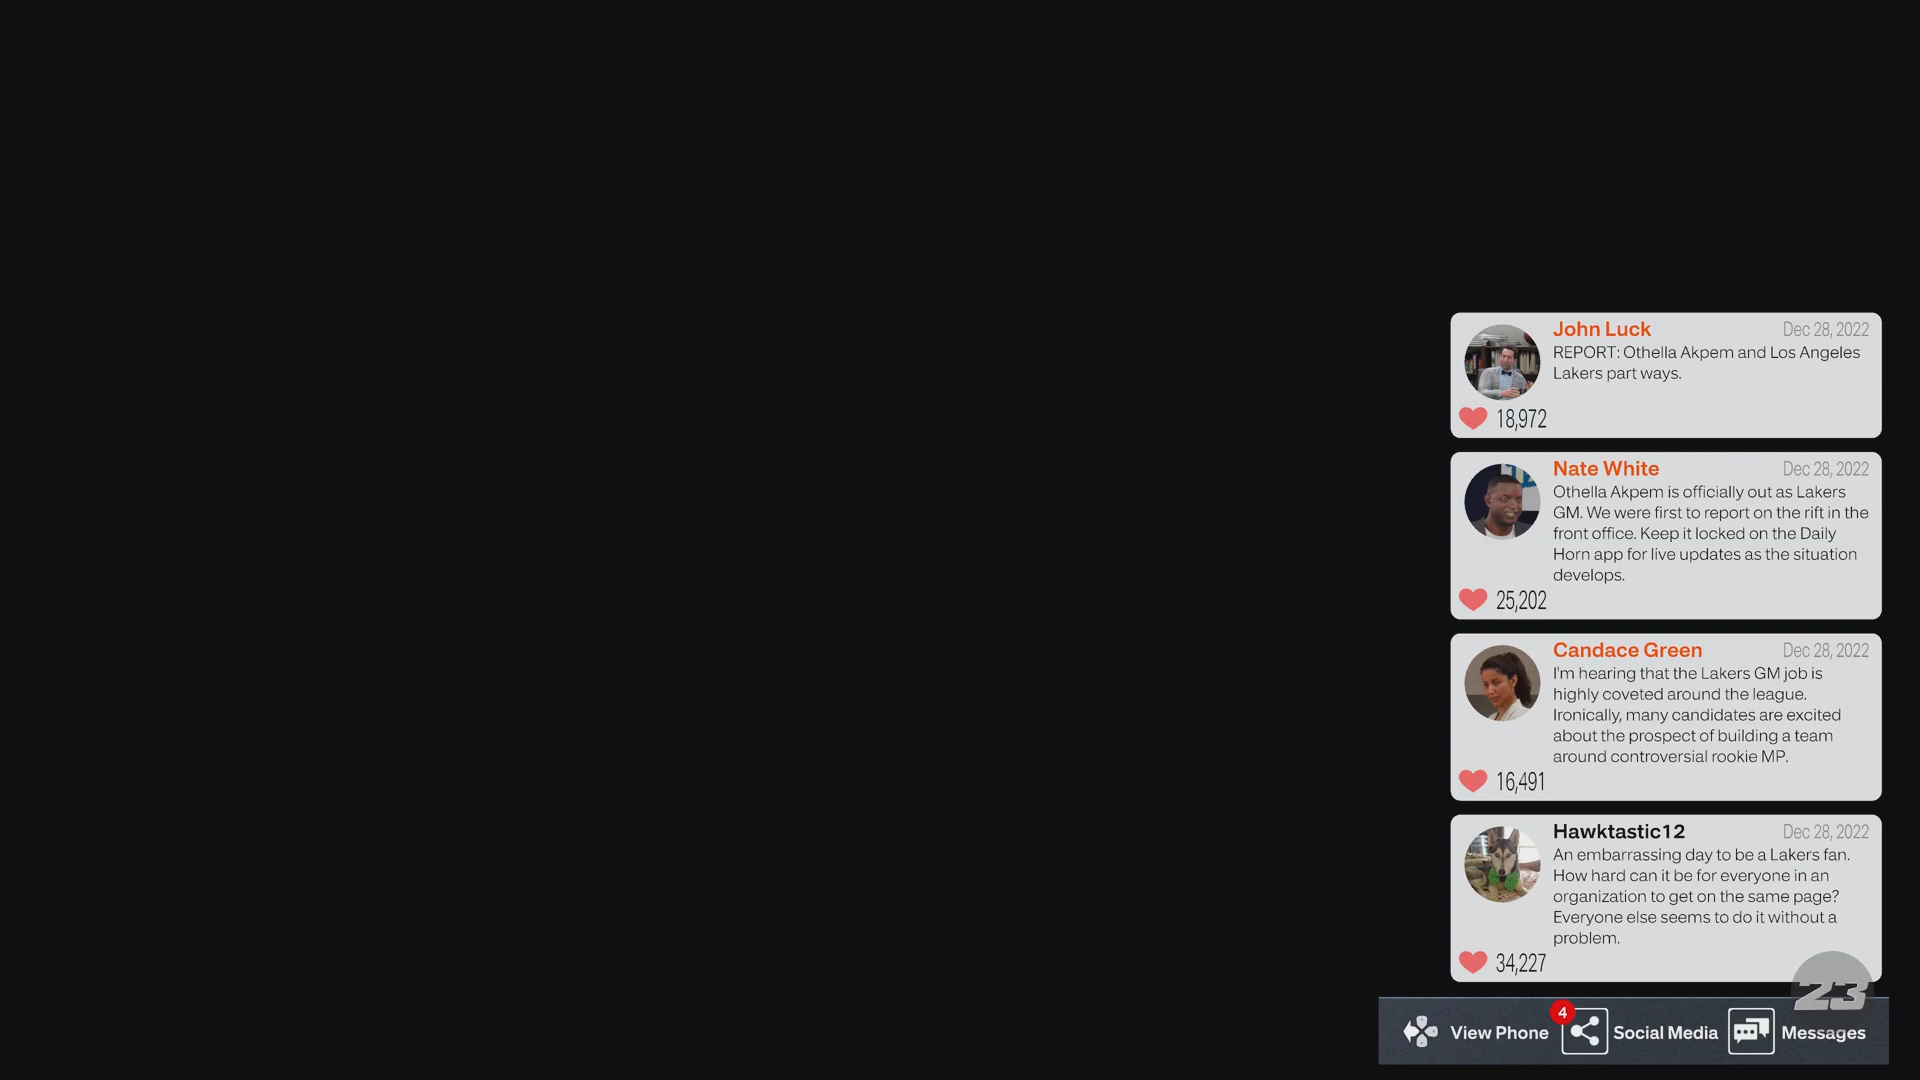 John Luck
Dec 28, 2022
REPORT: Othella Akpem and Los Angeles
Lakers part ways.
18,972
Nate White
Dec 28, 2022
Othella Akpem is officially out as Lakers
GM. We were first to report on the rift in the
front office. Keep it locked on the Daily
Horn app for live updates as the situation
develops.
25,202
Candace Green
Dec 28, 2022
I'm hearing that the Lakers GM job is
highly coveted around the league.
Ironically, many candidates are excited
about the prospect of building a team
around controversial rookie MP.
16,491
Hawktastic12
Dec 28, 2022
An embarrassing day to be a Lakers fan.
How hard can it be for everyone in an
organization to get on the same page?
Everyone else seems to do it without a
problem.
34,227
23
View Phone
4
Social Media
Messages